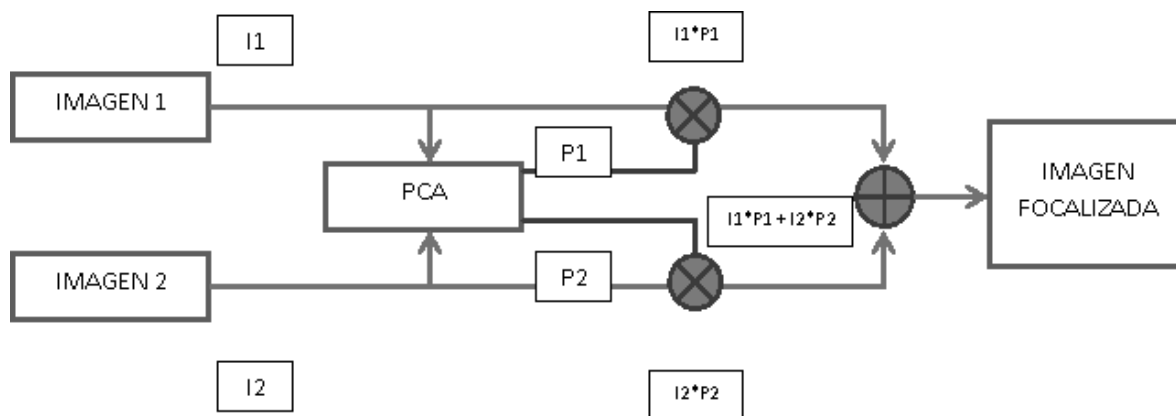 I1
I1*P1
IMAGEN 1
P1
PCA
IMAGEN
FOCALIZADA
I1*P1 + I2*P2
IMAGEN 2
P2
I2
I2*P2